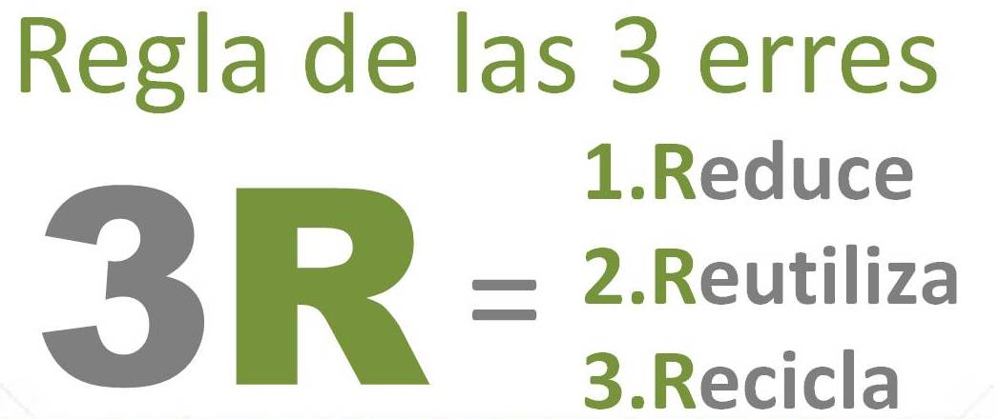 Regla de las 3 erres
3R =
1.Reduce
2.Reutiliza
3.Recicla